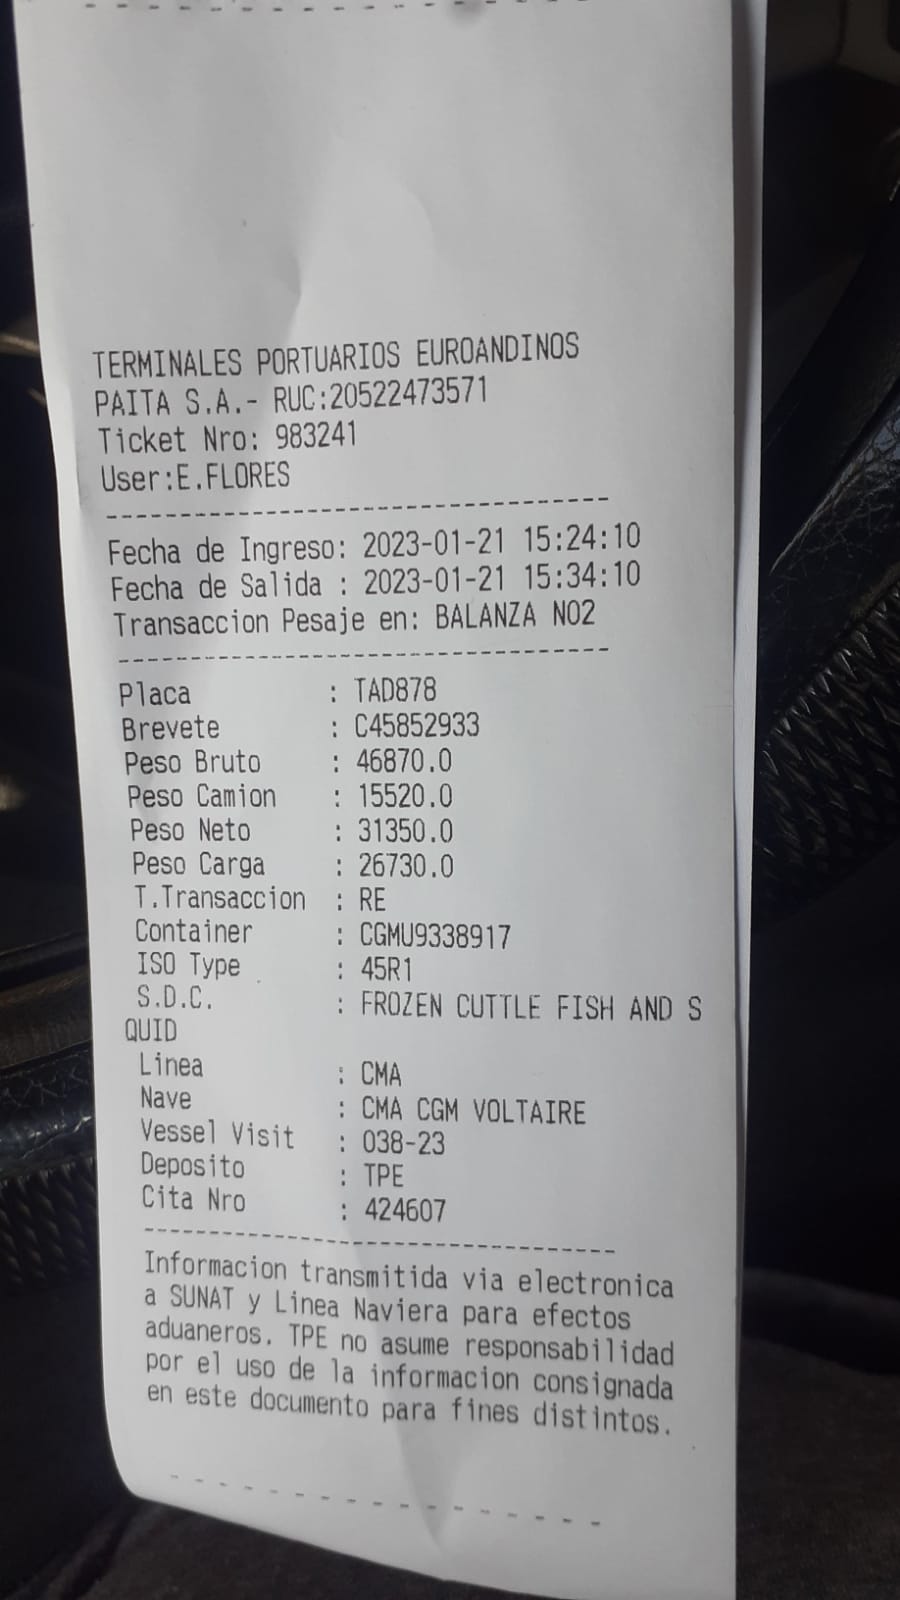 TERMINALES PORTUARIOS EUROANDINOS
PAITA S.A.- RUC:20522473571
Ticket Nro: 983241
User:E.FLORES
---------------------------------
Fecha de Ingreso: 2023-01-21 15:24:10
Fecha de Salida : 2023-01-21 15:34:10
Transaccion Pesaje en: BALANZA NO2
---------------------------------
Placa : TAD878
Brevete : C45852933
Peso Bruto : 46870.0
Peso Camion : 15520.0
Peso Neto : 31350.0
Peso Carga : 26730.0
T.Transaccion : RE
Container : CGMU9338917
ISO Type : 45R1
S.D.C. : FROZEN CUTTLE FISH AND S
QUID
Linea : CMA
Nave : CMA CGM VOLTAIRE
Vessel Visit : 038-23
Deposito : TPE
Cita Nro : 424607
---------------------------------
Informacion transmitida via electronica
a SUNAT y Linea Naviera para efectos
aduaneros. TPE no asume responsabilidad
por el uso de la informacion consignada
en este documento para fines distintos.